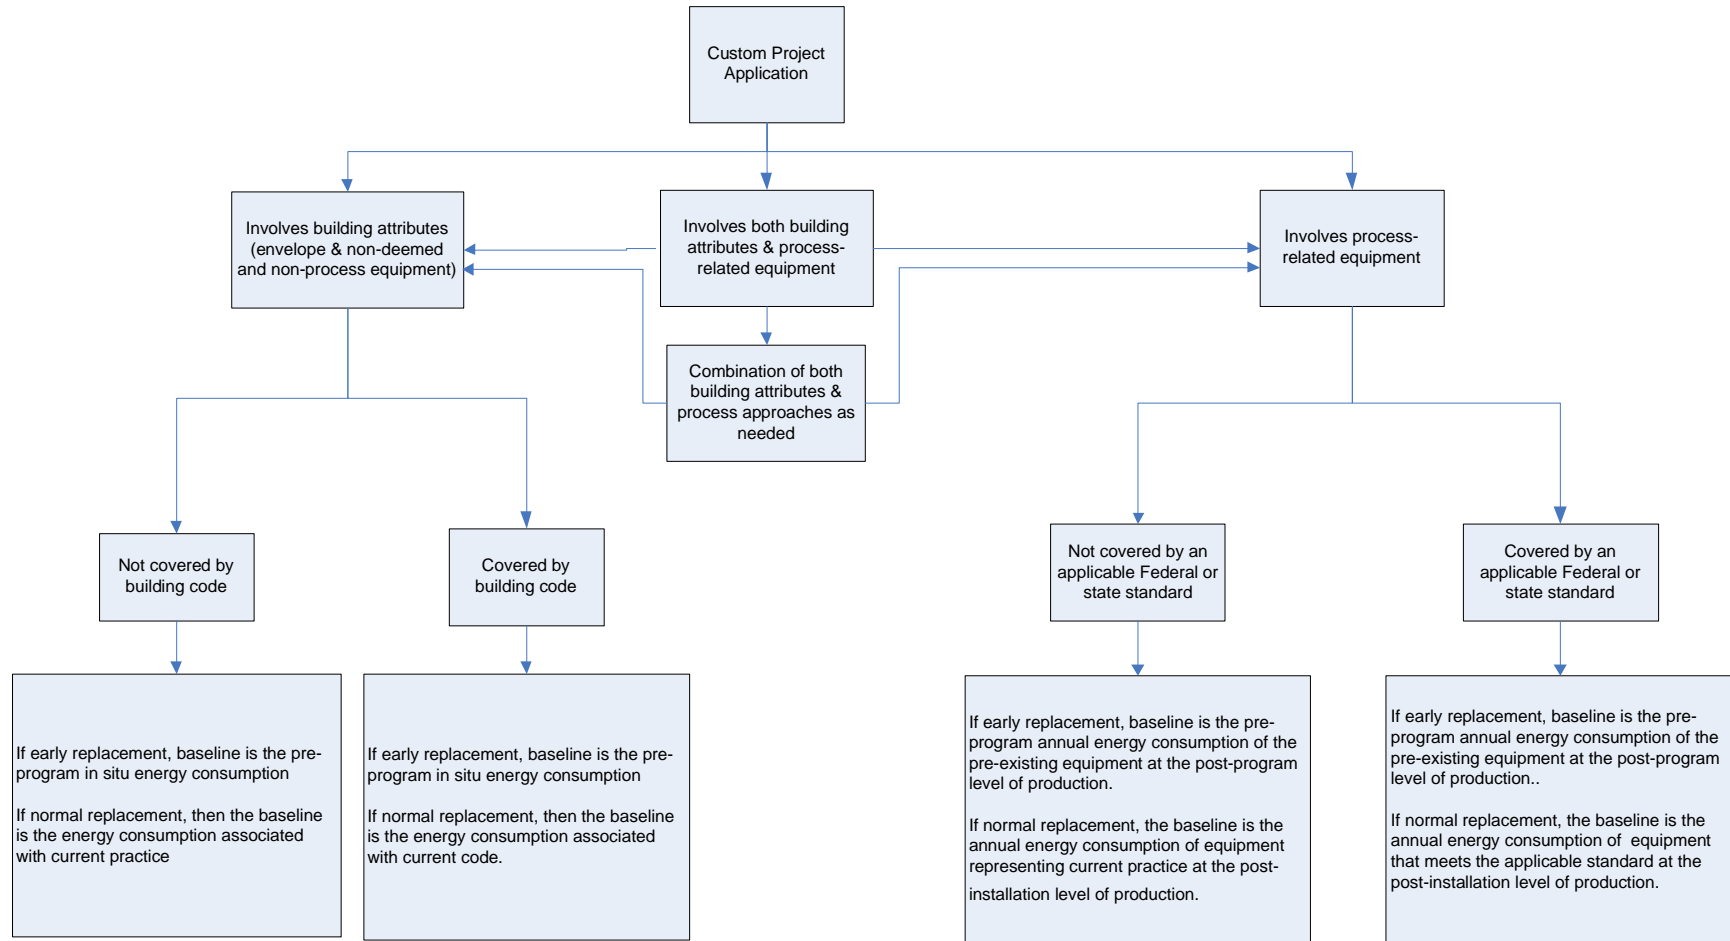 Custom Project
Application
Involves building attributes
(envelope & non-deemed
and non-process equipment)
Involves both building
attributes & process-
related equipment
Involves process-
related equipment
Combination of both
building attributes &
process approaches as
needed
Not covered by
building code
Covered by
building code
Not covered by an
applicable Federal or
state standard
Covered by an
applicable Federal or
state standard
If early replacement, baseline is the pre-
program in situ energy consumption
If normal replacement, then the baseline
is the energy consumption associated
with current practice
If early replacement, baseline is the pre-
program in situ energy consumption
If normal replacement, then the baseline
is the energy consumption associated
with current code.
If early replacement, baseline is the pre-
program annual energy consumption of the
pre-existing equipment at the post-program
level of production.
If normal replacement, the baseline is the
annual energy consumption of equipment
representing current practice at the post-
installation level of production.
If early replacement, baseline is the pre-
program annual energy consumption of the
pre-existing equipment at the post-program
level of production..
If normal replacement, the baseline is the
annual energy consumption of  equipment
that meets the applicable standard at the
post-installation level of production.